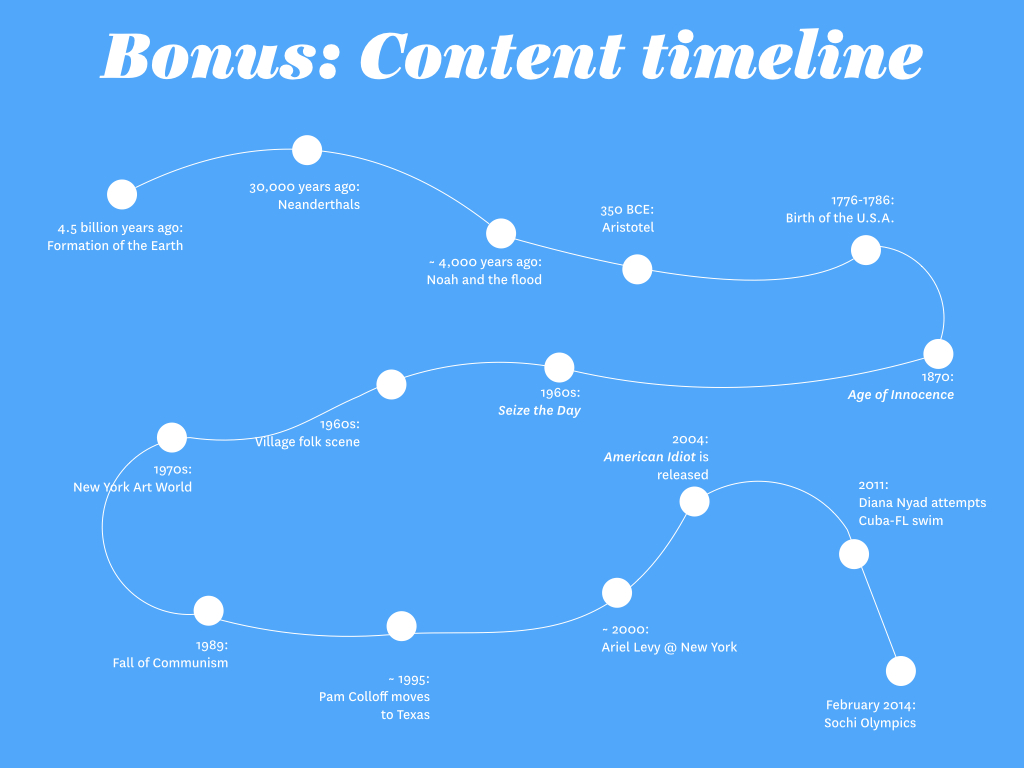 Bonus: Content timeline
4.5 billion years ago:
Formation of the Earth
30,000 years ago:
Neanderthals
~ 4,000 years ago:
Noah and the flood
350 BCE:
Aristotel
1776-1786:
Birth of the U.S.A.
1870:
Age of Innocence
1960s:
Seize the Day
1960s:
Village folk scene
1970s:
New York Art World
1989:
Fall of Communism
~ 1995:
Pam Colloff moves
to Texas
~ 2000:
Ariel Levy @ New York
2004:
American Idiot is
released
2011:
Diana Nyad attempts
Cuba-FL swim
February 2014:
Sochi Olympics